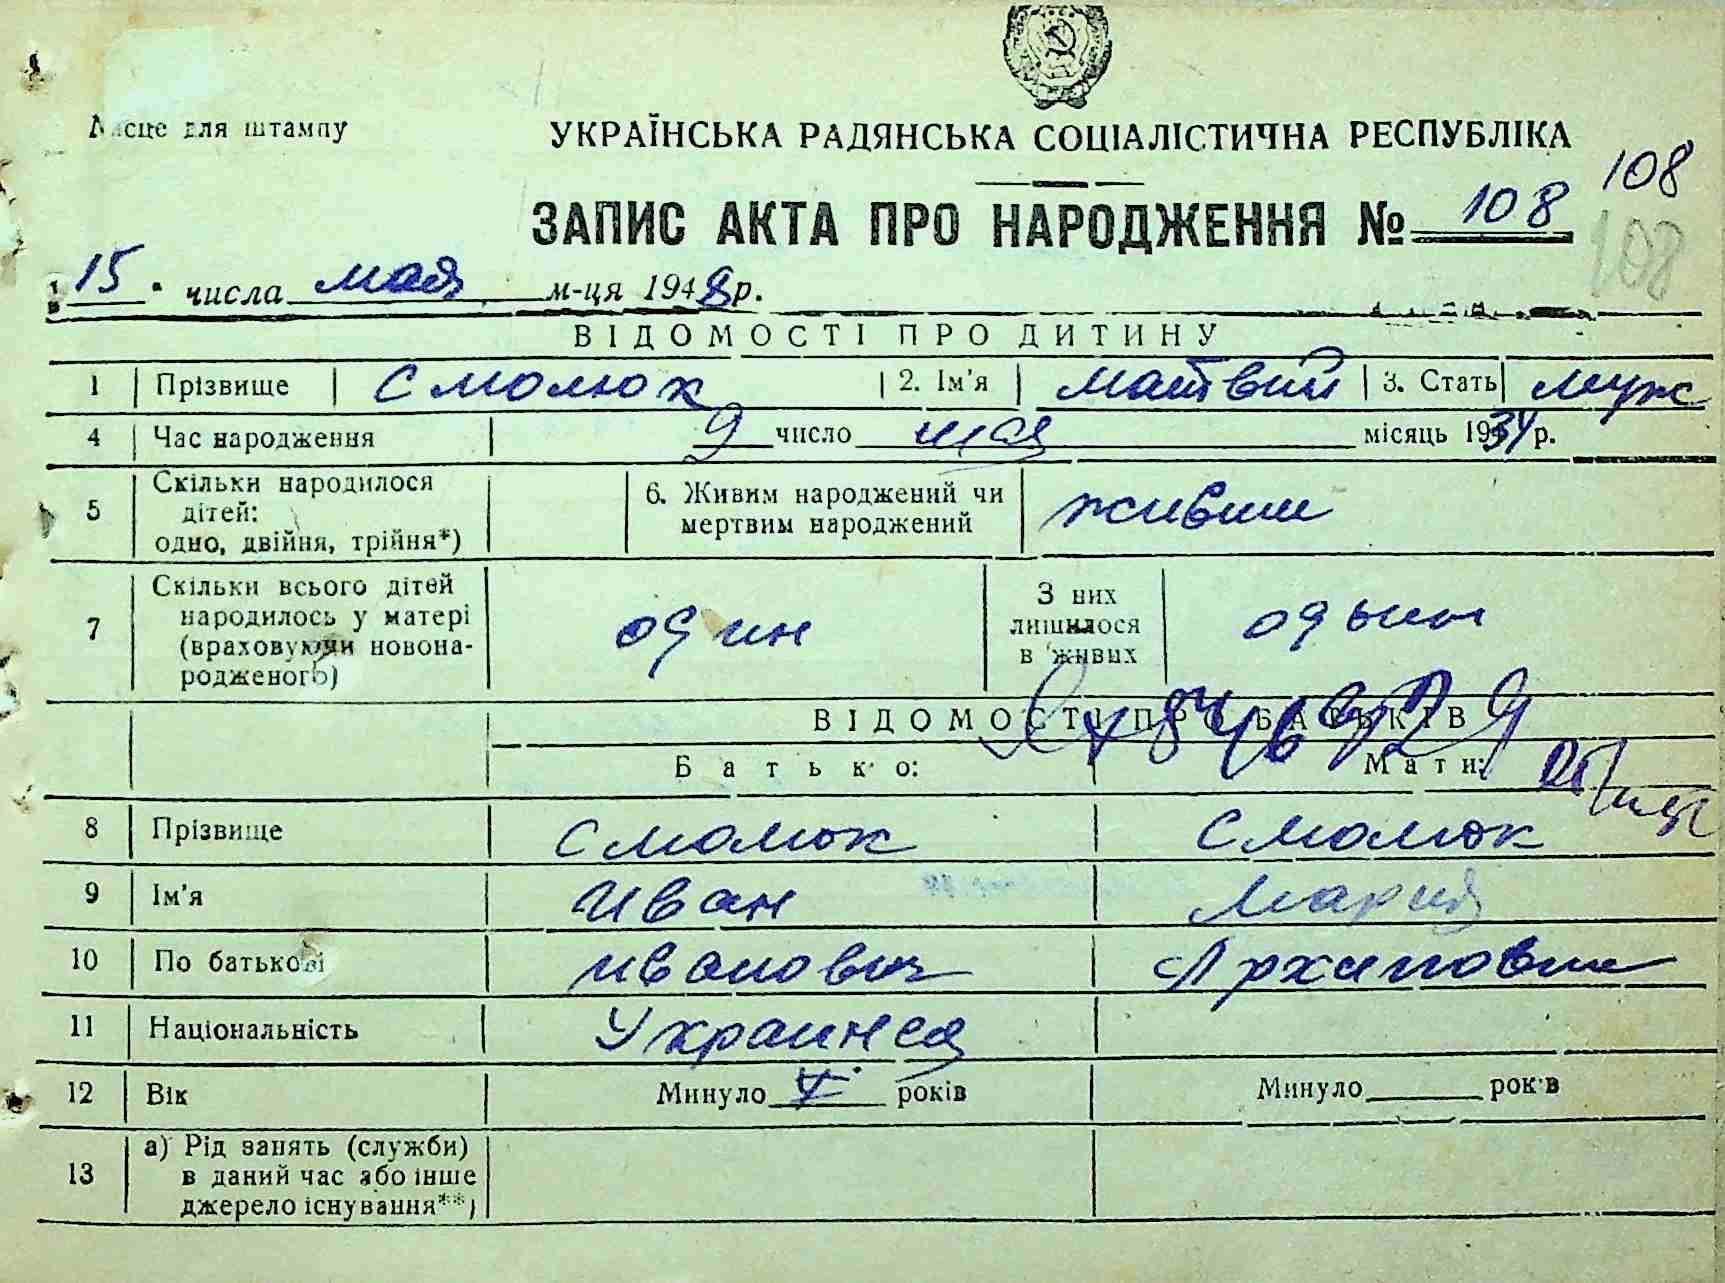 Місце для штампу
УКРАЇНСЬКА РАДЯНСЬКА СОЦІАЛІСТИЧНА РЕСПУБЛІКА
108
ЗАПИС АКТА ПРО НАРОДЖЕННЯ № 108
108
15 числа мая м-ця 1948 р.
ВІДОМОСТІ ПРО ДИТИНУ
1 Прізвище Смолюк 2. Ім'я Матвий 3. Стать муж
4 Час народження 9 число мая місяць 1934 р.
5 Скільки народилося дітей: одно, двійня, трійня*) 6. Живим народжений чи мертвим народжений живым
7 Скільки всього дітей народилось у матері (враховуючи новонародженого) один З них лишилося в живих один
ВІДОМОСТІ ПРО БАТЬКІВ
Батько: Мати:
8 Прізвище Смолюк Смолюк
9 Ім'я Иван Мария
10 По батькові Иванович Архиповна
11 Національність Украинся
12 Вік Минуло років Минуло років
13 а) Рід занять (служби) в даний час або інше джерело існування**)